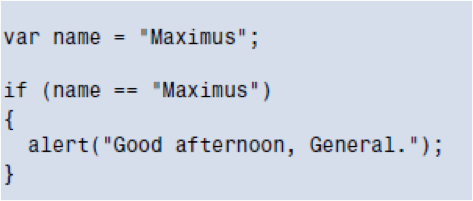 var name = "Maximus";
if (name == "Maximus")
{
  alert("Good afternoon, General.");
}